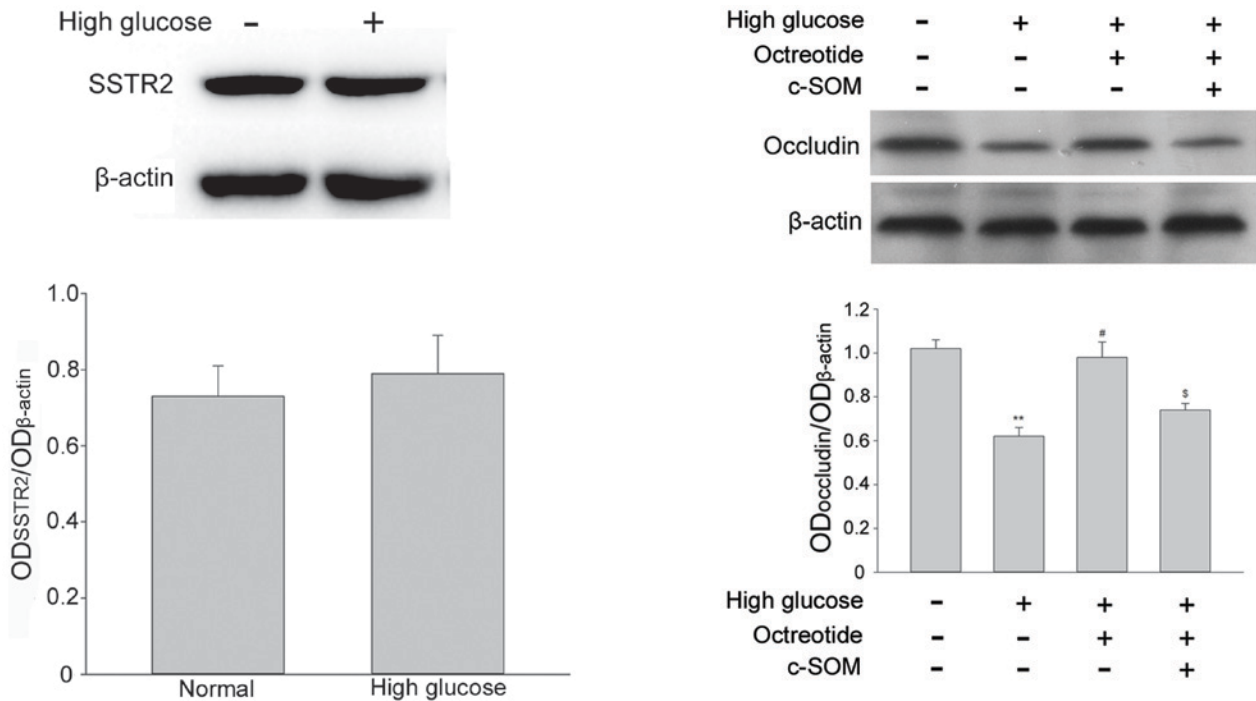 High glucose - +
SSTR2
β-actin
1.0
0.8
0.6
0.4
0.2
0
ODSSTR2/ODβ-actin
Normal High glucose
High glucose - + + +
Octreotide - - + +
c-SOM - - - +
Occludin
β-actin
1.2
1.0
0.8
0.6
0.4
0.2
0
ODoccludin/ODβ-actin
**
#
$
High glucose - + + +
Octreotide - - + +
c-SOM - - - +